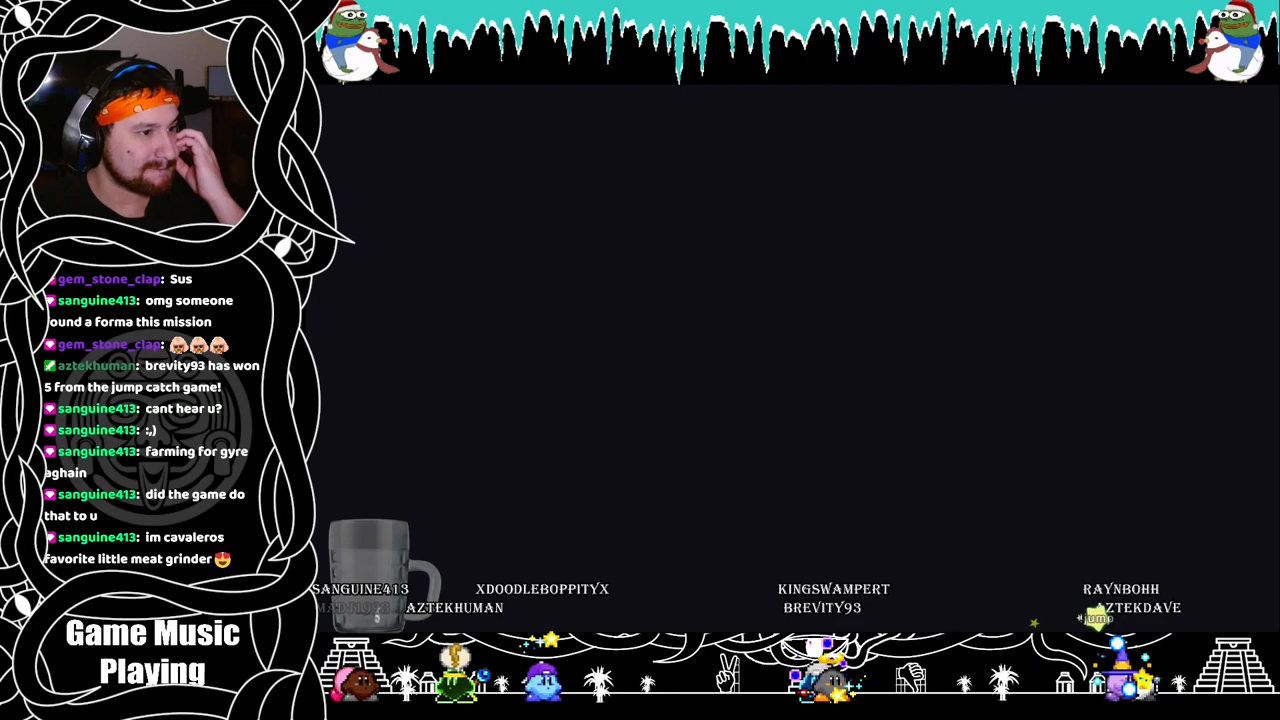 gem_stone_clap: Sus
sanguine413: omg someone
ound a forma this mission
gem_stone_clap:
aztekhuman: brevity93 has won
5 from the jump catch game!
sanguine413: cant hear u?
sanguine413: :,)
sanguine413: farming for gyre
aghain
sanguine413: did the game do
that to u
sanguine413: im cavaleros
favorite little meat grinder
Game Music
Playing
SANGUINE413 XDOODLEBOPPITYX KINGSWAMPERT RAYNBOHH
AZTEKHUMAN BREVITY93 AZTEKDAVE
#jump